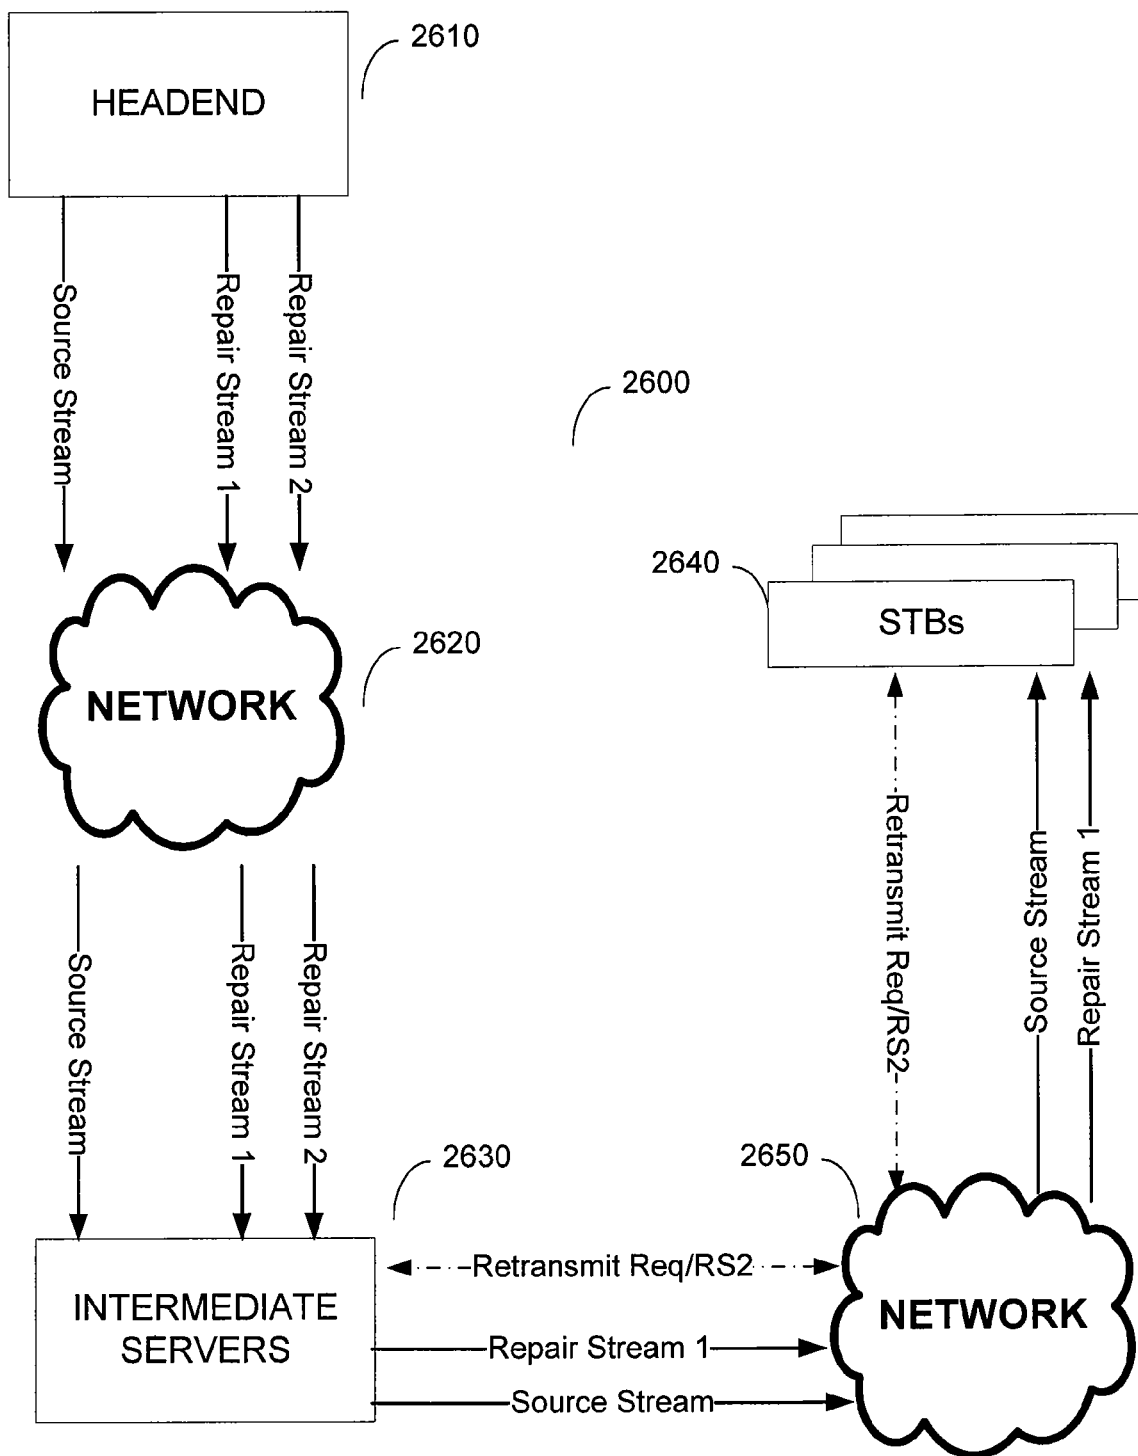 2610
HEADEND
Source Stream
Repair Stream 1
Repair Stream 2
2600
2640
STBs
2620
NETWORK
Retransmit Req/RS2
Source Stream
Repair Stream 1
Source Stream
Repair Stream 1
Repair Stream 2
2630
2650
INTERMEDIATE
SERVERS
Retransmit Req/RS2
Repair Stream 1
Source Stream
NETWORK